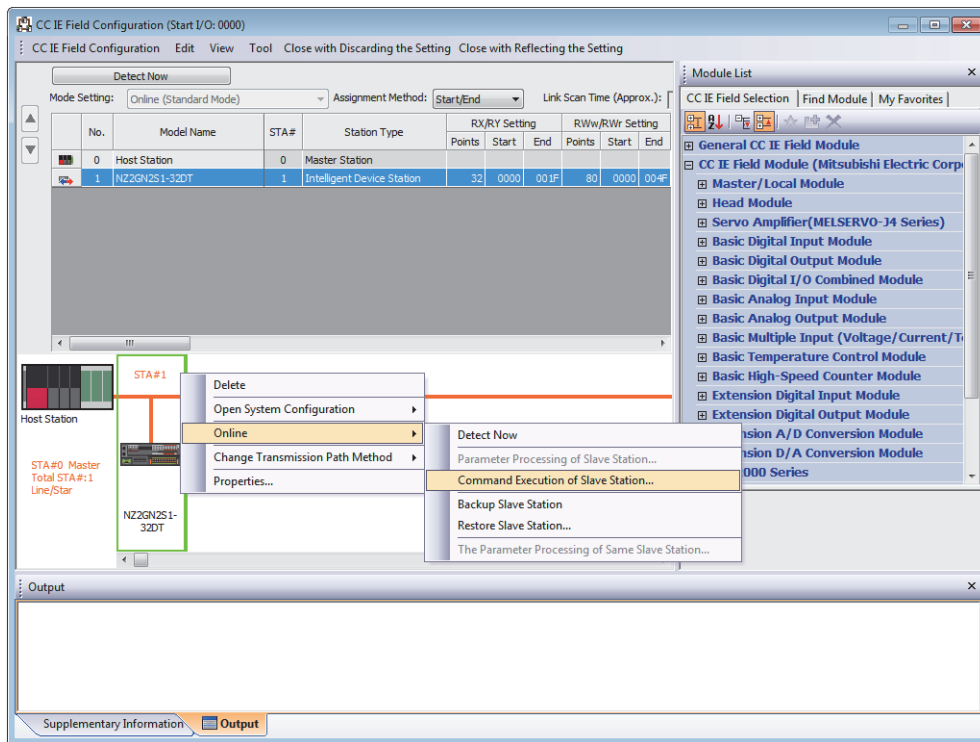 CC IE Field Configuration (Start I/O: 0000)
CC IE Field Configuration Edit View Tool Close with Discarding the Setting Close with Reflecting the Setting
Detect Now
Mode Setting: Online (Standard Mode) Assignment Method: Start/End Link Scan Time (Approx.):
No. Model Name STA# Station Type RX/RY Setting RWw/RWr Setting
Points Start End Points Start End
0 Host Station 0 Master Station
1 NZ2GN2S1-32DT 1 Intelligent Device Station 32 0000 001F 80 0000 004F
STA#1
Host Station
STA#0 Master
Total STA#:1
Line/Star
NZ2GN2S1-
32DT
Delete
Open System Configuration
Online
Change Transmission Path Method
Properties...
Detect Now
Parameter Processing of Slave Station...
Command Execution of Slave Station...
Backup Slave Station
Restore Slave Station...
The Parameter Processing of Same Slave Station...
Module List
CC IE Field Selection Find Module My Favorites
General CC IE Field Module
CC IE Field Module (Mitsubishi Electric Corp
Master/Local Module
Head Module
Servo Amplifier(MELSERVO-J4 Series)
Basic Digital Input Module
Basic Digital Output Module
Basic Digital I/O Combined Module
Basic Analog Input Module
Basic Analog Output Module
Basic Multiple Input (Voltage/Current/T
Basic Temperature Control Module
Basic High-Speed Counter Module
Extension Digital Input Module
Extension Digital Output Module
nsion A/D Conversion Module
nsion D/A Conversion Module
000 Series
Output
Supplementary Information Output